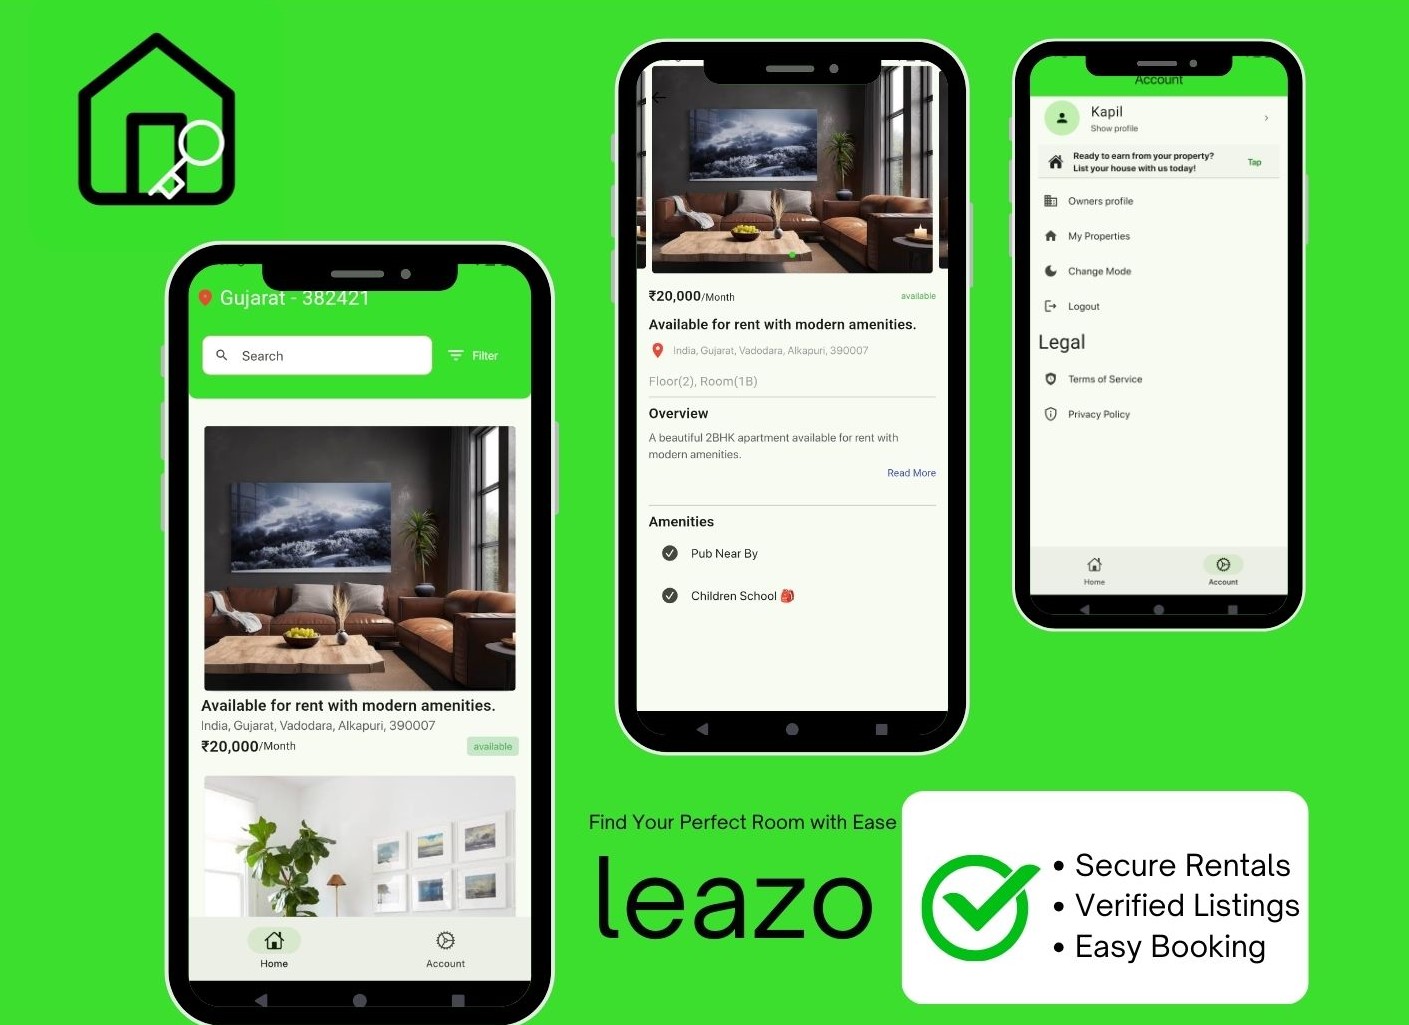 Gujarat - 382421
Search
Filter
Available for rent with modern amenities.
India, Gujarat, Vadodara, Alkapuri, 390007
₹20,000/Month
available
Home
Account
₹20,000/Month
available
Available for rent with modern amenities.
India, Gujarat, Vadodara, Alkapuri, 390007
Floor(2), Room(1B)
Overview
A beautiful 2BHK apartment available for rent with
modern amenities.
Read More
Amenities
Pub Near By
Children School 🎒
Account
Kapil
Show profile
Ready to earn from your property?
List your house with us today!
Tap
Owners profile
My Properties
Change Mode
Logout
Legal
Terms of Service
Privacy Policy
Home
Account
Find Your Perfect Room with Ease
leazo
• Secure Rentals
• Verified Listings
• Easy Booking